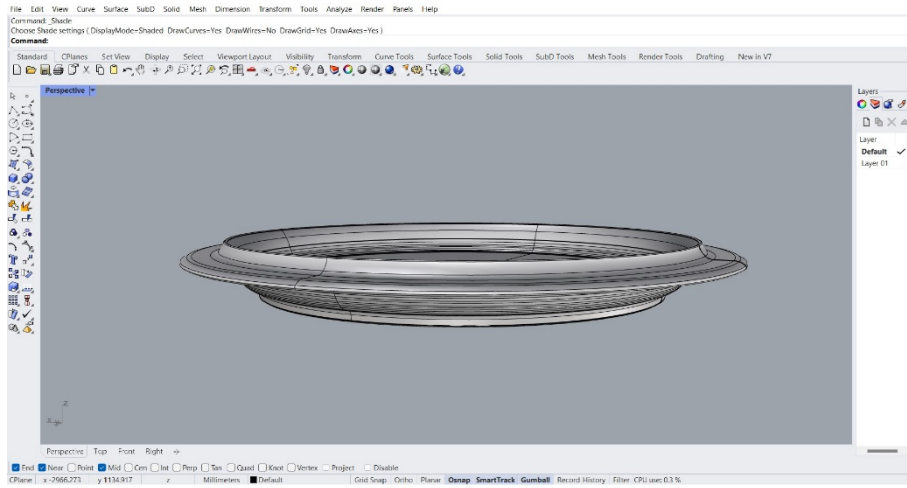 File Edit View Curve Surface SubD Solid Mesh Dimension Transform Tools Analyze Render Panels Help
Command: _Shade
Choose Shade settings ( DisplayMode=Shaded DrawCurves=Yes DrawWires=No DrawGrid=Yes DrawAxes=Yes )
Command:
Standard CPlanes Set View Display Select Viewport Layout Visibility Transform Curve Tools Surface Tools Solid Tools SubD Tools Mesh Tools Render Tools Drafting New in V7
Perspective
Layers
Layer
Default
Layer 01
z
x y
Perspective Top Front Right
End Near Point Mid Cen Int Perp Tan Quad Knot Vertex Project Disable
CPlane x -2966.273 y 1134.917 z Millimeters Default Grid Snap Ortho Planar Osnap SmartTrack Gumball Record History Filter CPU use: 0.3 %